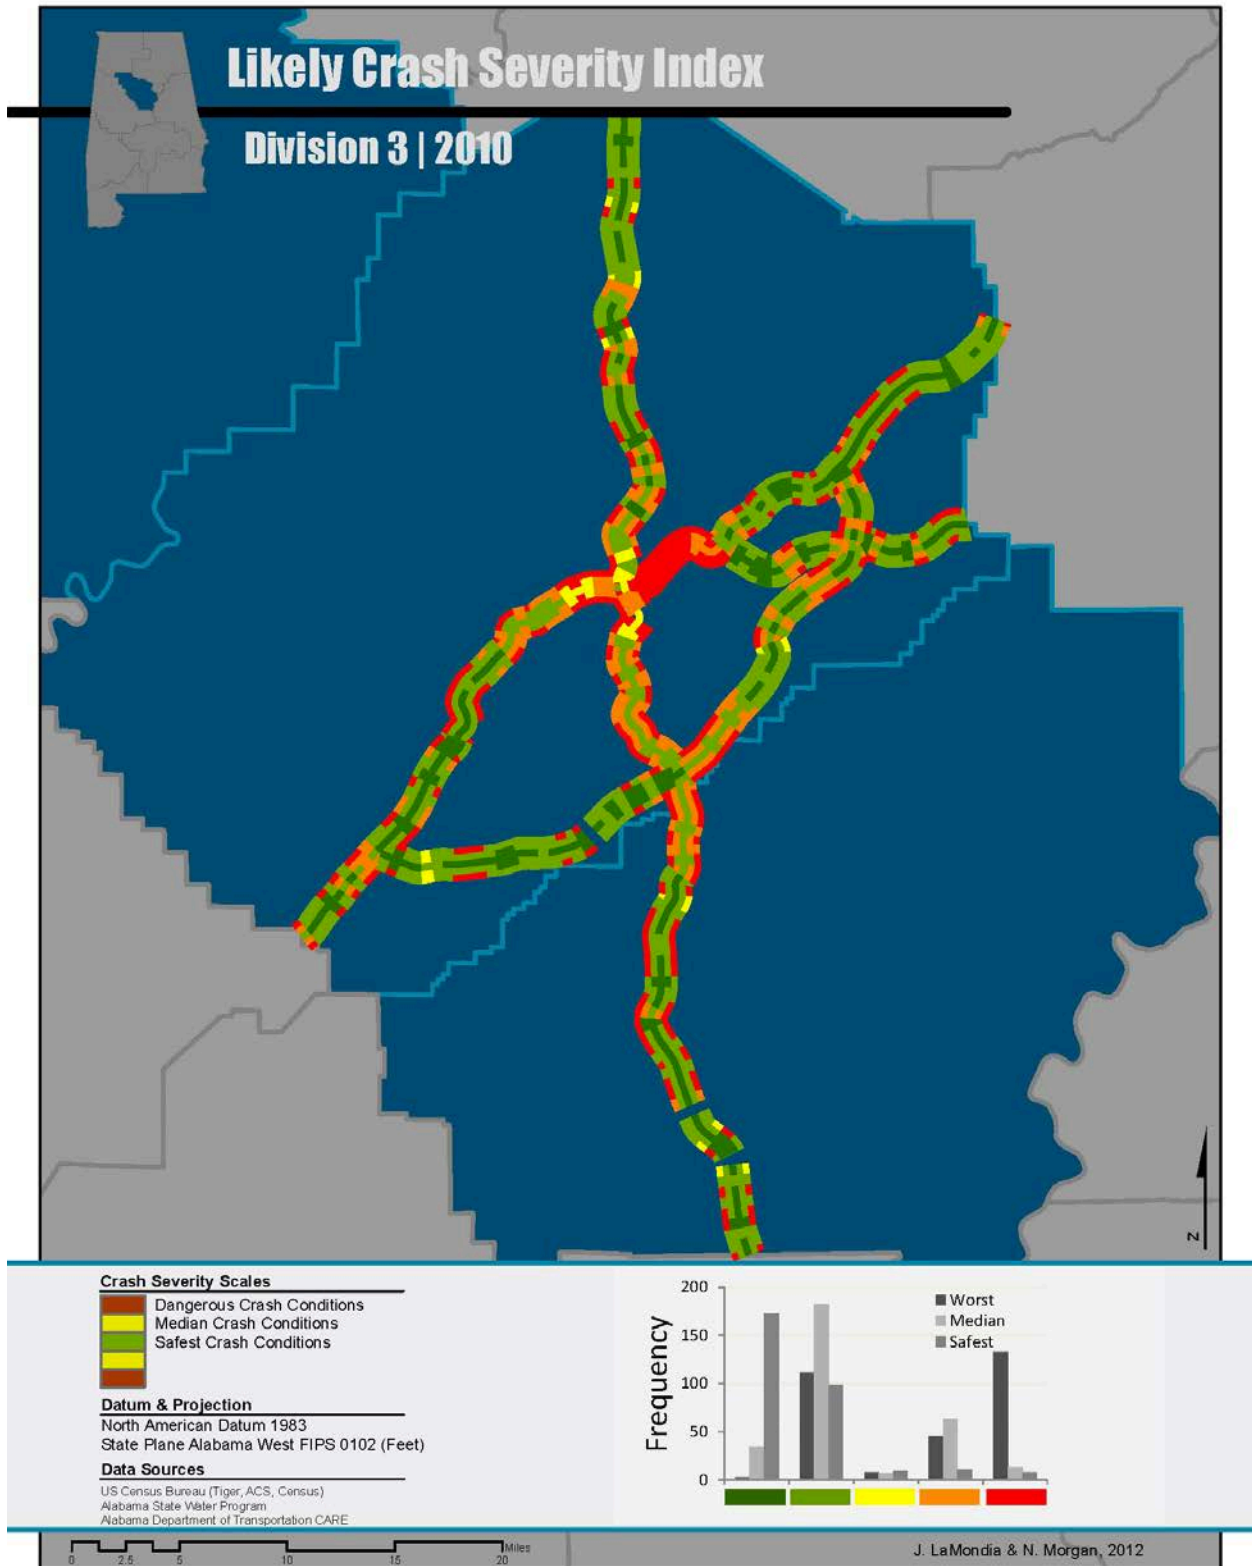 Likely Crash Severity Index
Division 3 | 2010
N
Crash Severity Scales
Dangerous Crash Conditions
Median Crash Conditions
Safest Crash Conditions
Datum & Projection
North American Datum 1983
State Plane Alabama West FIPS 0102 (Feet)
Data Sources
US Census Bureau (Tiger, ACS, Census)
Alabama State Water Program
Alabama Department of Transportation CARE
Frequency
200
150
100
50
0
Worst
Median
Safest
Miles
0 2.5 5 10 15 20
J. LaMondia & N. Morgan, 2012